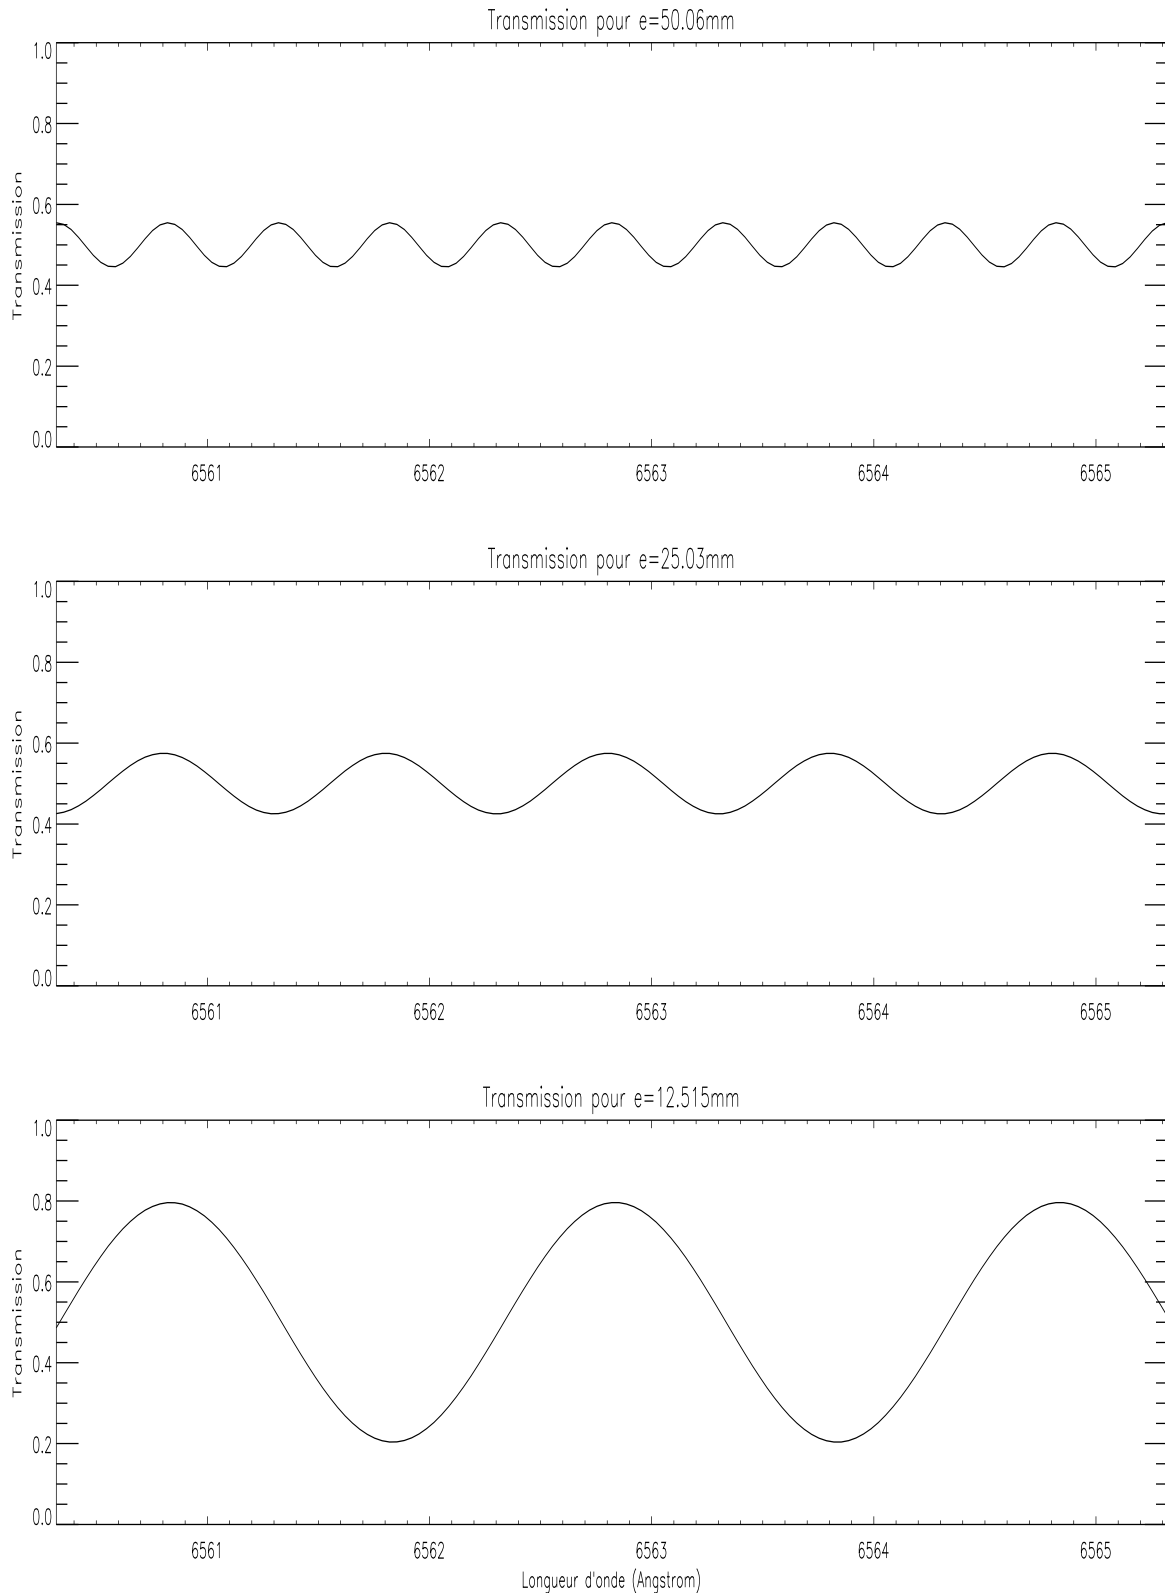 Transmission pour e=50.06mm
1.0
0.8
0.6
0.4
0.2
0.0
Transmission
6561 6562 6563 6564 6565
Transmission pour e=25.03mm
1.0
0.8
0.6
0.4
0.2
0.0
Transmission
6561 6562 6563 6564 6565
Transmission pour e=12.515mm
1.0
0.8
0.6
0.4
0.2
0.0
Transmission
6561 6562 6563 6564 6565
Longueur d'onde (Angstrom)